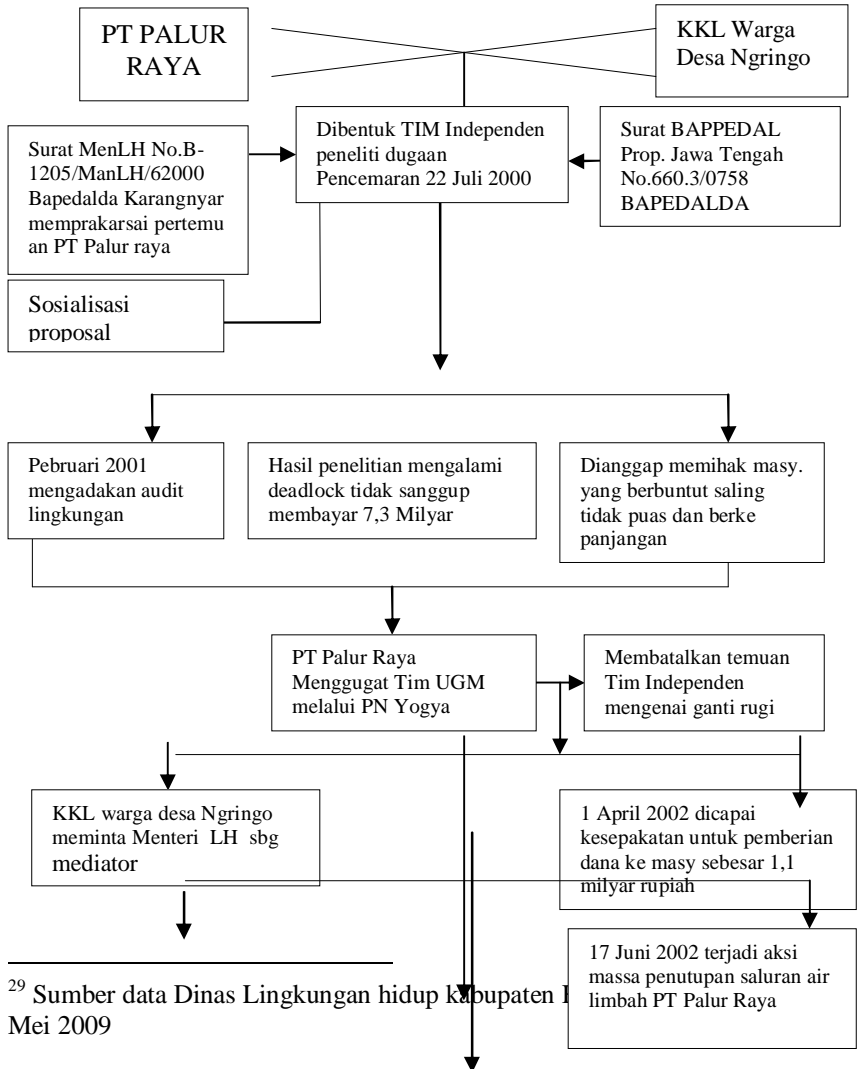 PT PALUR
RAYA
KKL Warga
Desa Ngringo
Surat MenLH No.B-
1205/ManLH/62000
Bapedalda Karangnyar
memprakarsai pertemu
an PT Palur raya
Dibentuk TIM Independen
peneliti dugaan
Pencemaran 22 Juli 2000
Surat BAPPEDAL
Prop. Jawa Tengah
No.660.3/0758
BAPEDALDA
Sosialisasi
proposal
Pebruari 2001
mengadakan audit
lingkungan
Hasil penelitian mengalami
deadlock tidak sanggup
membayar 7,3 Milyar
Dianggap memihak masy.
yang berbuntut saling
tidak puas dan berke
panjangan
PT Palur Raya
Menggugat Tim UGM
melalui PN Yogya
Membatalkan temuan
Tim Independen
mengenai ganti rugi
KKL warga desa Ngringo
meminta Menteri LH sbg
mediator
1 April 2002 dicapai
kesepakatan untuk pemberian
dana ke masy sebesar 1,1
milyar rupiah
17 Juni 2002 terjadi aksi
massa penutupan saluran air
limbah PT Palur Raya
29 Sumber data Dinas Lingkungan hidup kabupaten
Mei 2009